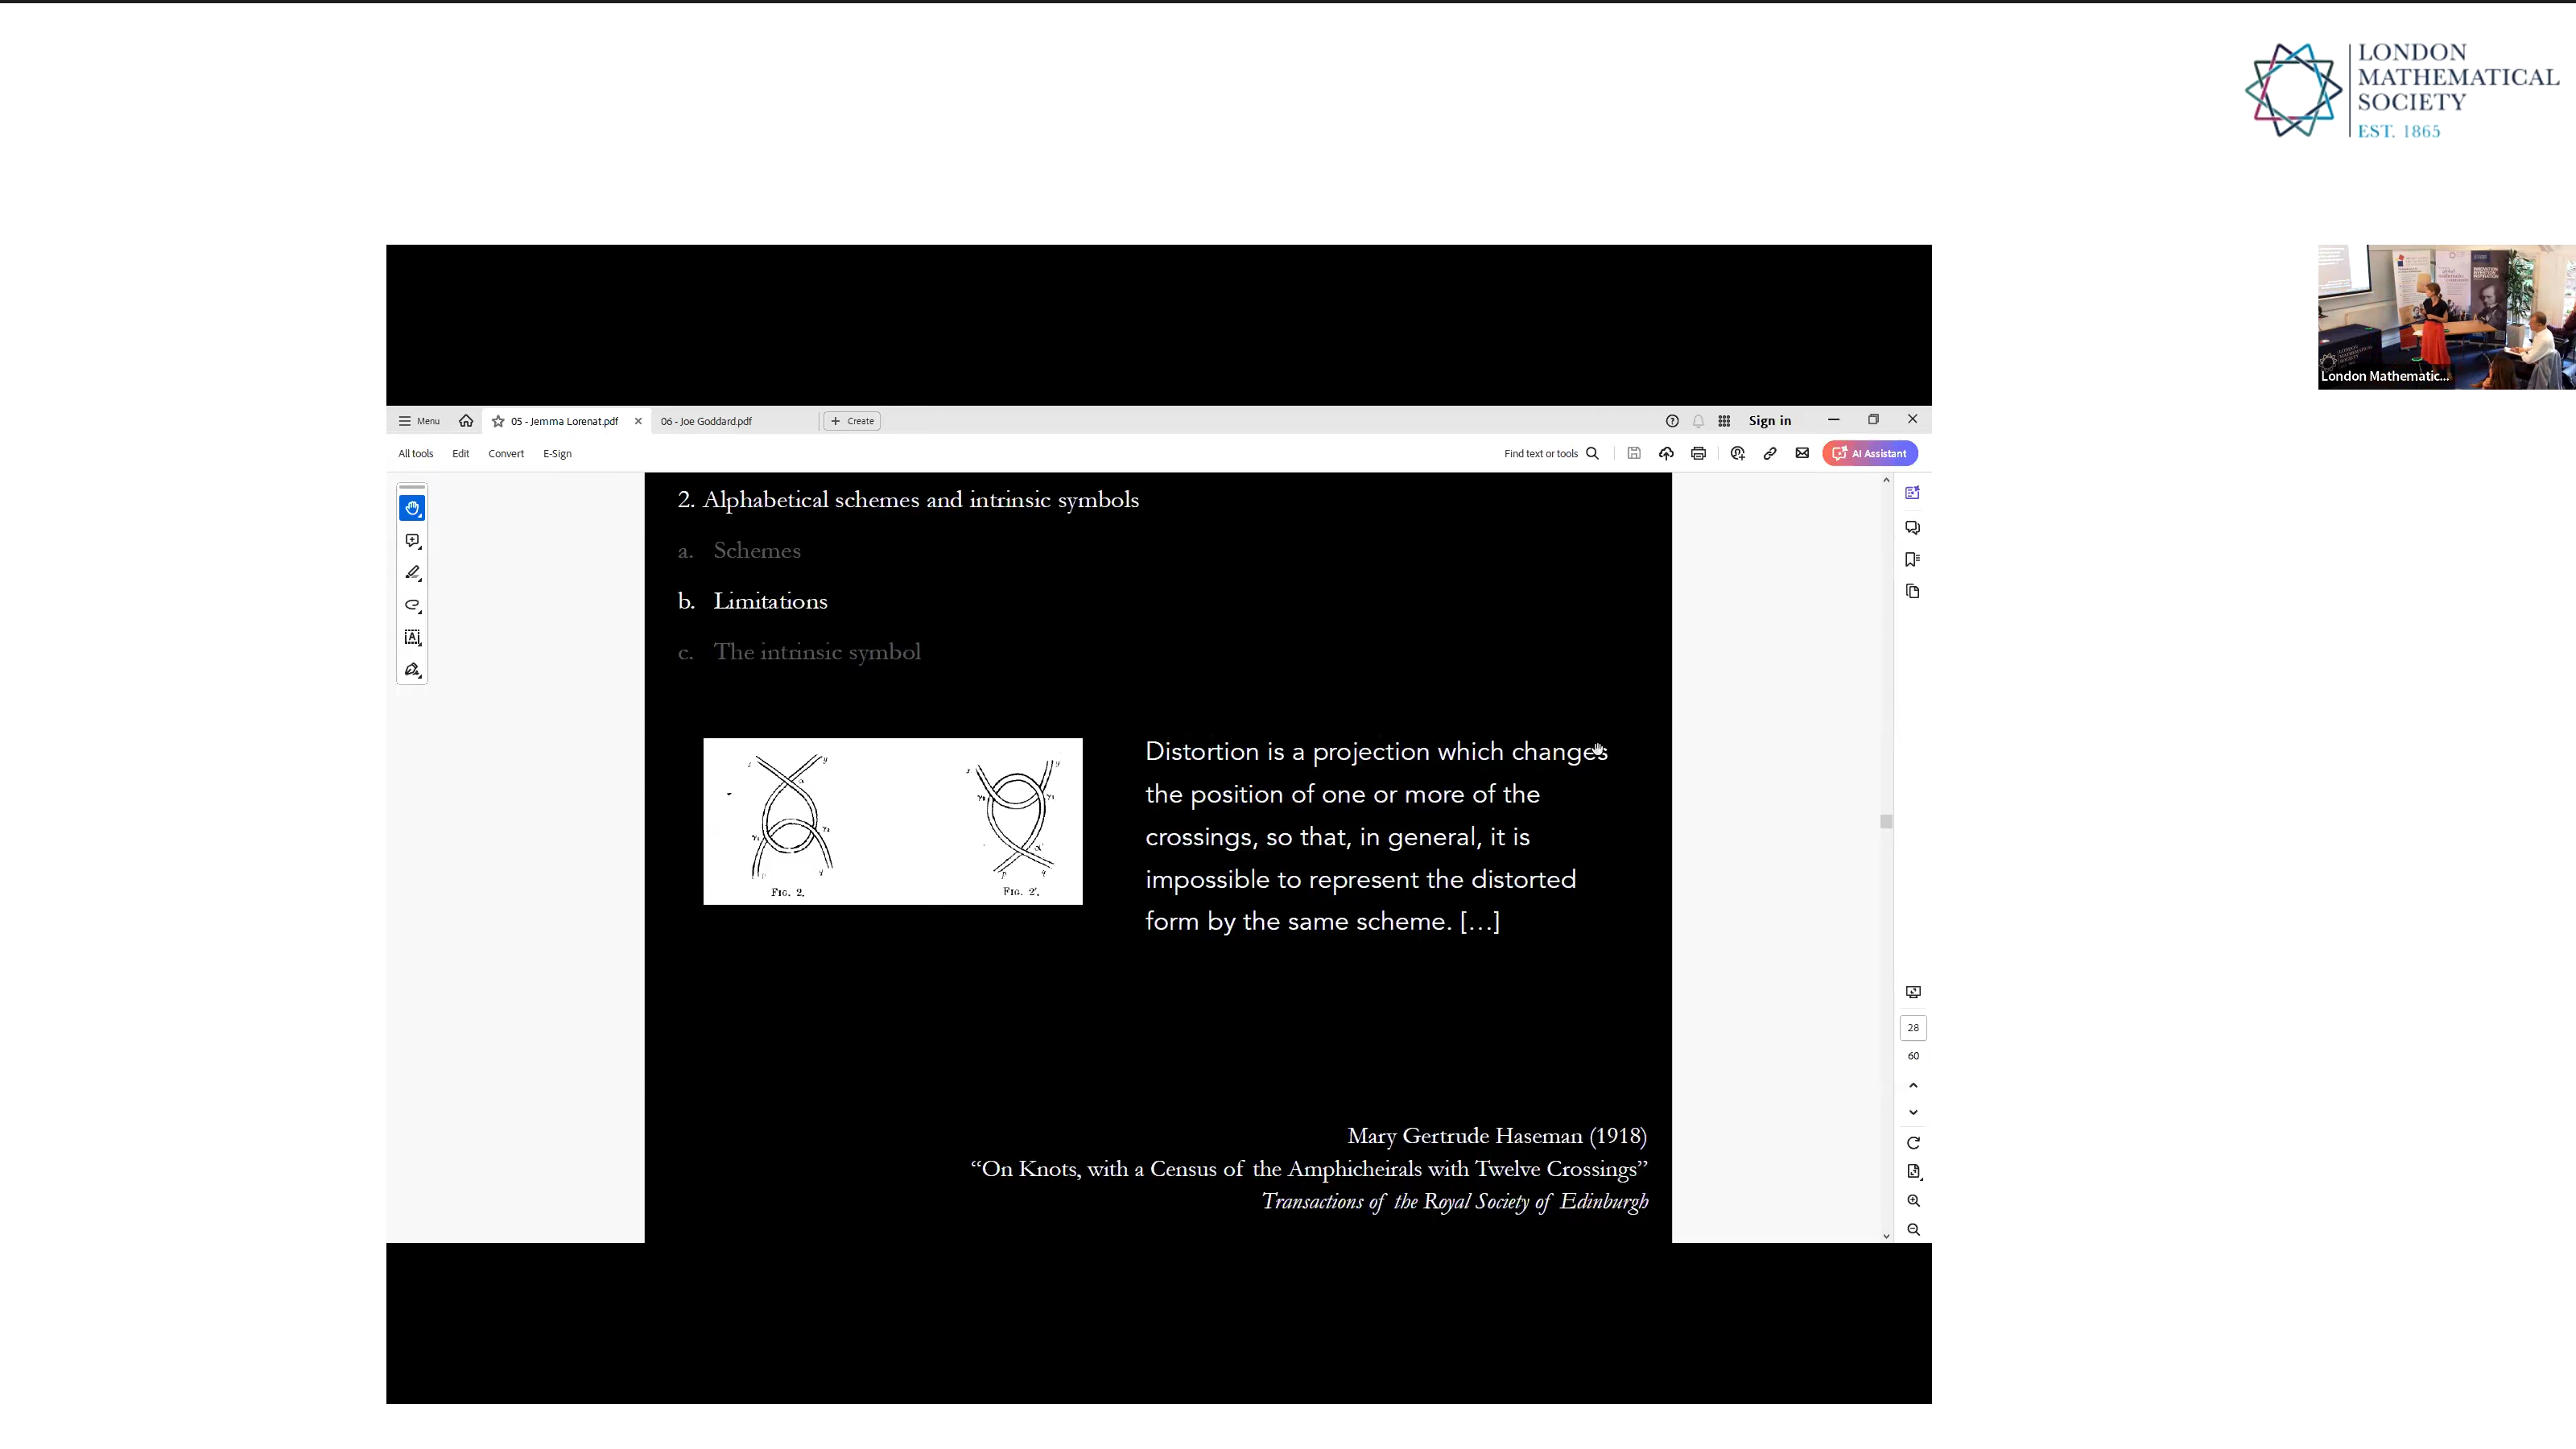 LONDON
MATHEMATICAL
SOCIETY
EST. 1865
London Mathematic...
Menu
05 - Jemma Lorenat.pdf
06 - Joe Goddard.pdf
Create
Sign in
All tools
Edit
Convert
E-Sign
Find text or tools
AI Assistant
2. Alphabetical schemes and intrinsic symbols
a. Schemes
b. Limitations
c. The intrinsic symbol
FIG. 2.
FIG. 2'.
Distortion is a projection which changes
the position of one or more of the
crossings, so that, in general, it is
impossible to represent the distorted
form by the same scheme. […]
Mary Gertrude Haseman (1918)
“On Knots, with a Census of the Amphicheirals with Twelve Crossings”
Transactions of the Royal Society of Edinburgh
28
60